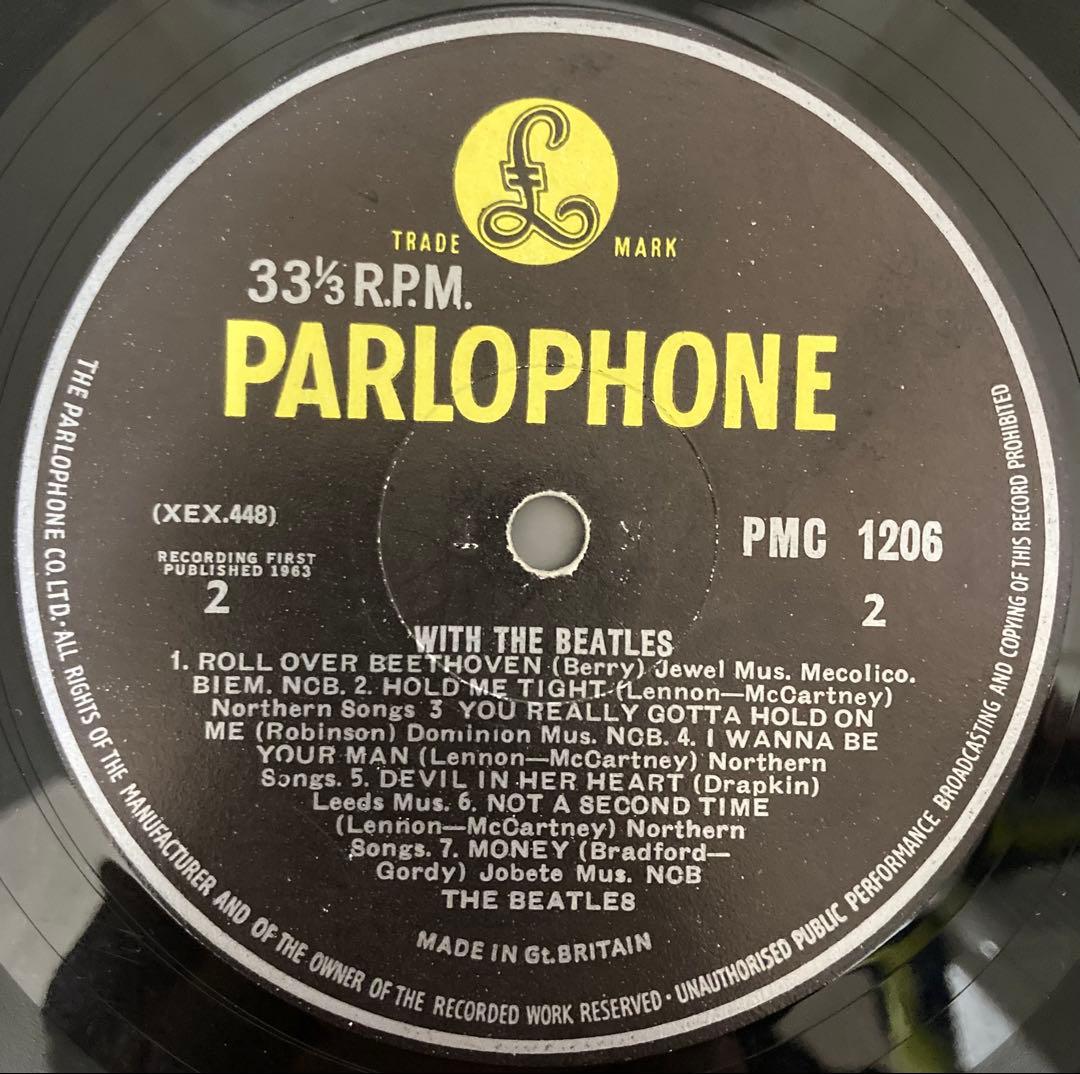 £
TRADE MARK
33⅓ R.P.M.
PARLOPHONE
(XEX.448)
RECORDING FIRST
PUBLISHED 1963
2
PMC 1206
2
WITH THE BEATLES
1. ROLL OVER BEETHOVEN (Berry) Jewel Mus. Mecolico.
BIEM. NCB. 2. HOLD ME TIGHT (Lennon—McCartney)
Northern Songs 3 YOU REALLY GOTTA HOLD ON
ME (Robinson) Dominion Mus. NCB. 4. I WANNA BE
YOUR MAN (Lennon—McCartney) Northern
Songs. 5. DEVIL IN HER HEART (Drapkin)
Leeds Mus. 6. NOT A SECOND TIME
(Lennon—McCartney) Northern
Songs. 7. MONEY (Bradford—
Gordy) Jobete Mus. NCB
THE BEATLES
MADE IN Gt. BRITAIN
THE PARLOPHONE CO. LTD. · ALL RIGHTS OF THE MANUFACTURER AND OF THE OWNER OF THE RECORDED WORK RESERVED · UNAUTHORISED PUBLIC PERFORMANCE BROADCASTING AND COPYING OF THIS RECORD PROHIBITED